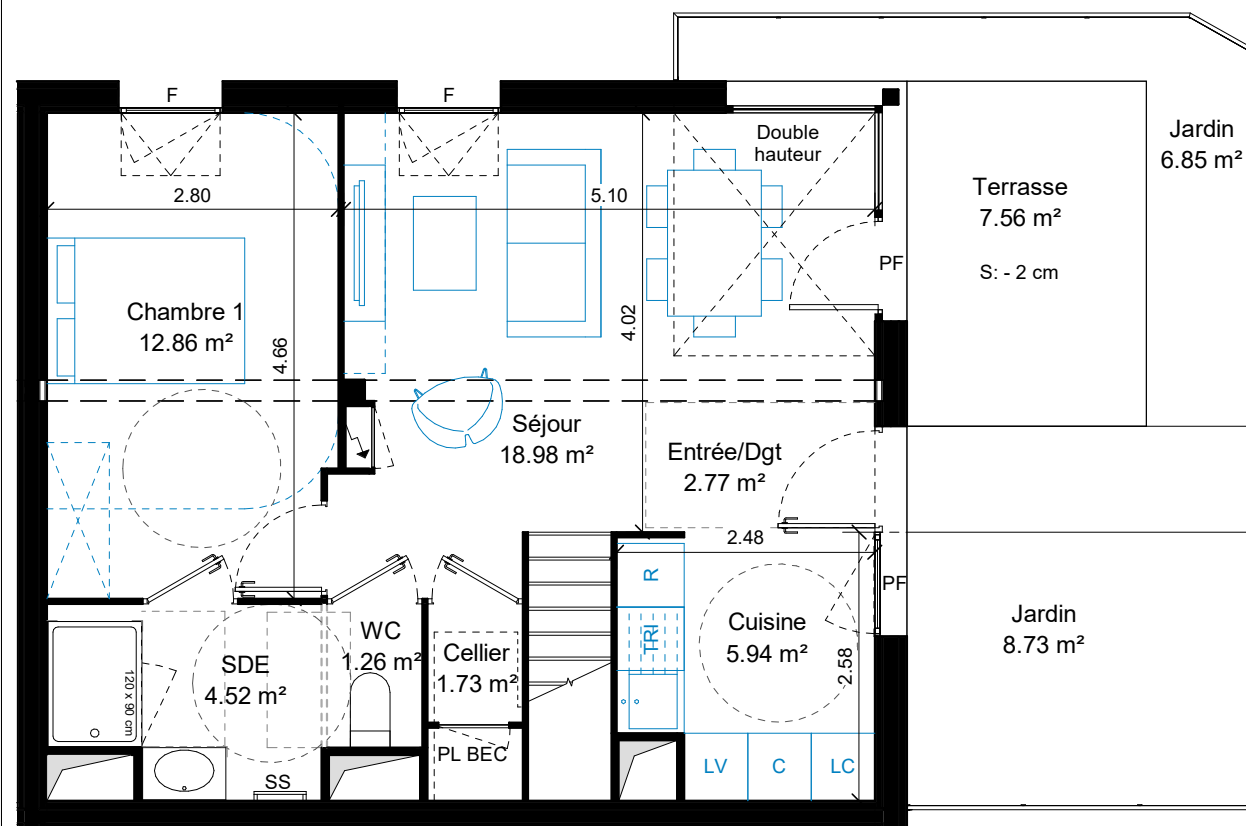 F
F
Double
hauteur
Jardin
6.85 m²
Terrasse
7.56 m²
S: - 2 cm
2.80
5.10
PF
Chambre 1
12.86 m²
4.66
4.02
Séjour
18.98 m²
Entrée/Dgt
2.77 m²
2.48
R
PF
TRI
Cuisine
5.94 m²
2.58
Jardin
8.73 m²
WC
1.26 m²
Cellier
1.73 m²
SDE
4.52 m²
120 x 90 cm
PL BEC
SS
LV
C
LC